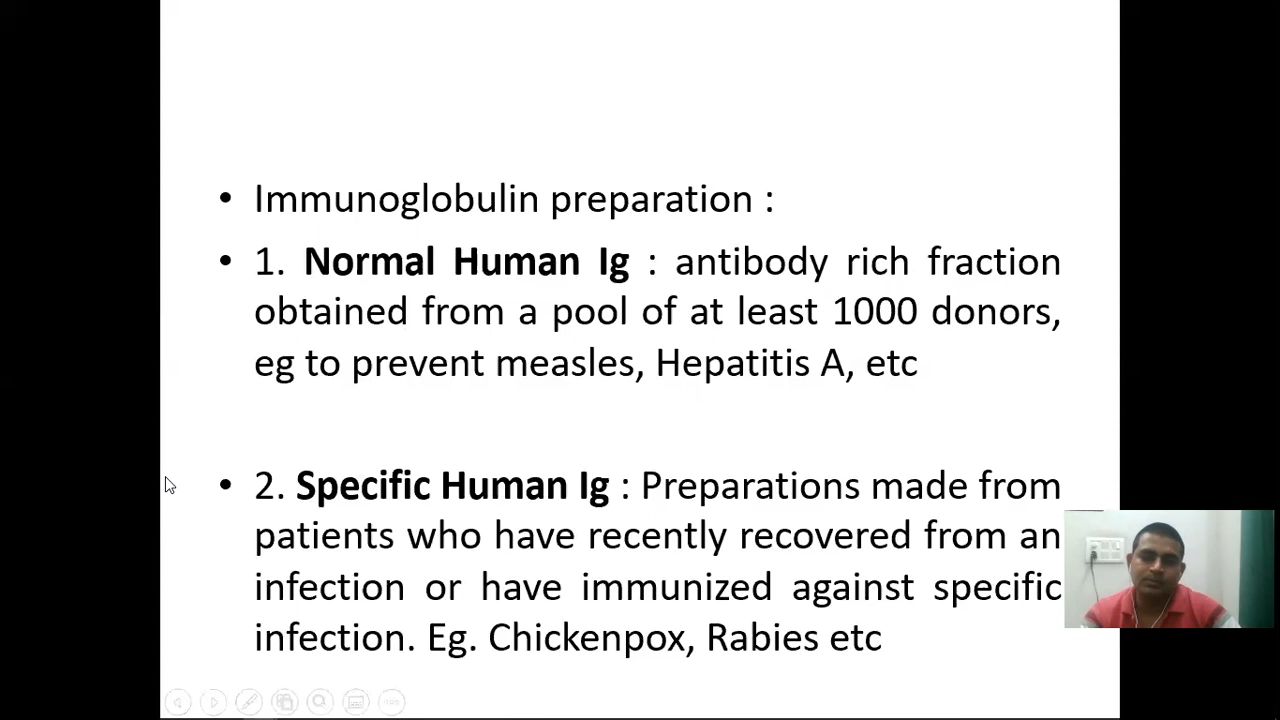 • Immunoglobulin preparation :
• 1. Normal Human Ig : antibody rich fraction
obtained from a pool of at least 1000 donors,
eg to prevent measles, Hepatitis A, etc
• 2. Specific Human Ig : Preparations made from
patients who have recently recovered from an
infection or have immunized against specific
infection. Eg. Chickenpox, Rabies etc